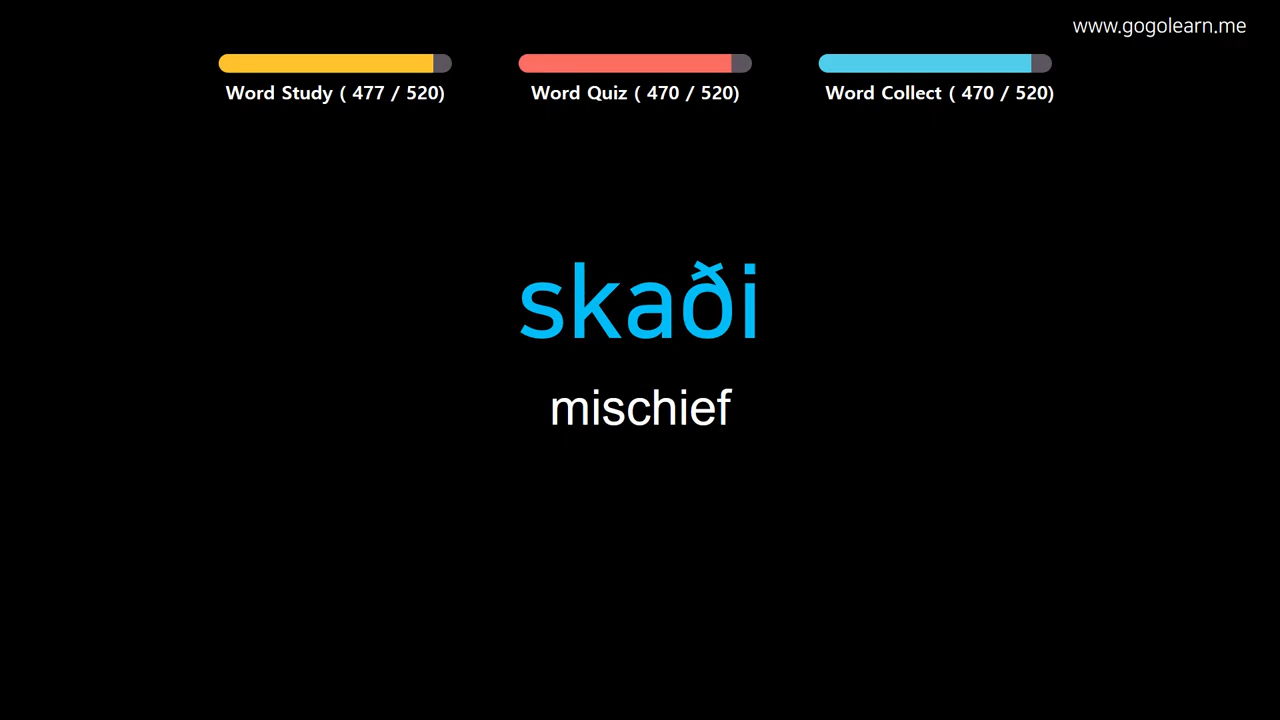 www.gogolearn.me
Word Study ( 477 / 520)
Word Quiz ( 470 / 520)
Word Collect ( 470 / 520)
skaði
mischief